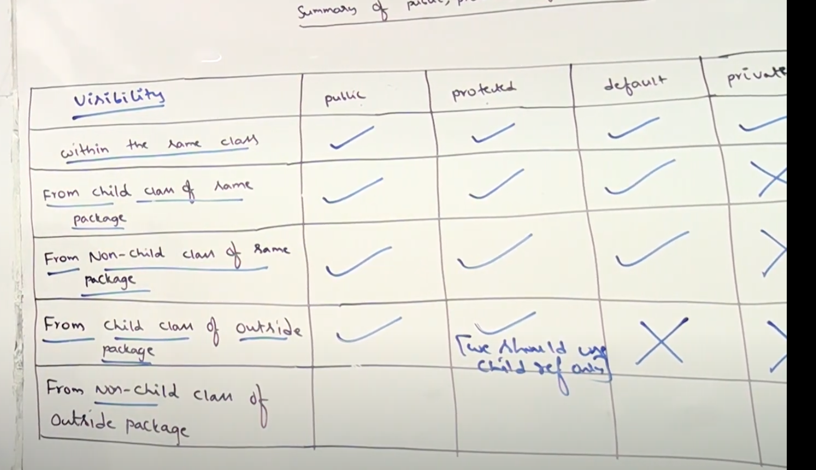 Summary of public,
Visibility public protected default private
within the same class ✓ ✓ ✓ ✓
From child class of same
package ✓ ✓ ✓ ✗
From Non-child class of same
package ✓ ✓ ✓ ✗
From child class of outside
package ✓ ✓ ✗ ✗
[we should use
child ref only]
From non-child class of
outside package